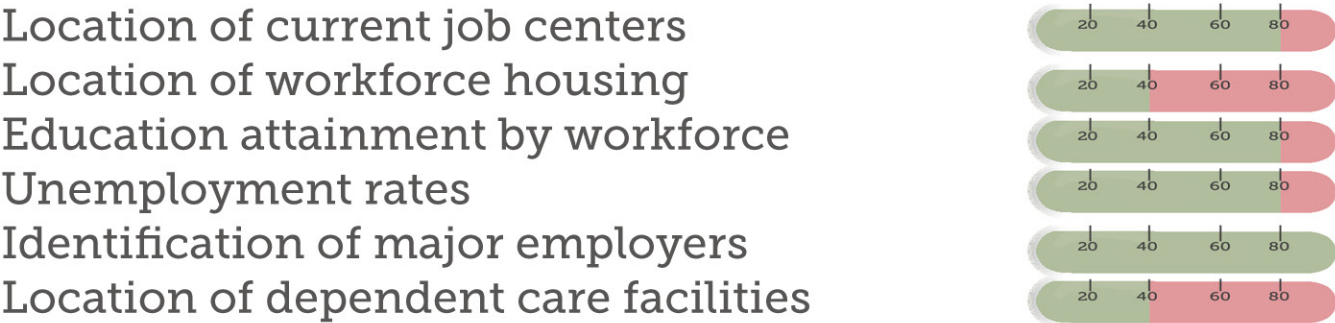 Location of current job centers 20 40 60 80
Location of workforce housing 20 40 60 80
Education attainment by workforce 20 40 60 80
Unemployment rates 20 40 60 80
Identification of major employers 20 40 60 80
Location of dependent care facilities 20 40 60 80